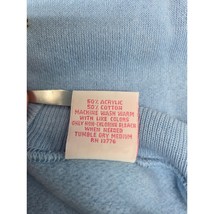 50% ACRYLIC
50% COTTON
MACHINE WASH WARM
WITH LIKE COLORS
ONLY NON-CHLORINE BLEACH
WHEN NEEDED
TUMBLE DRY MEDIUM
RN 13770